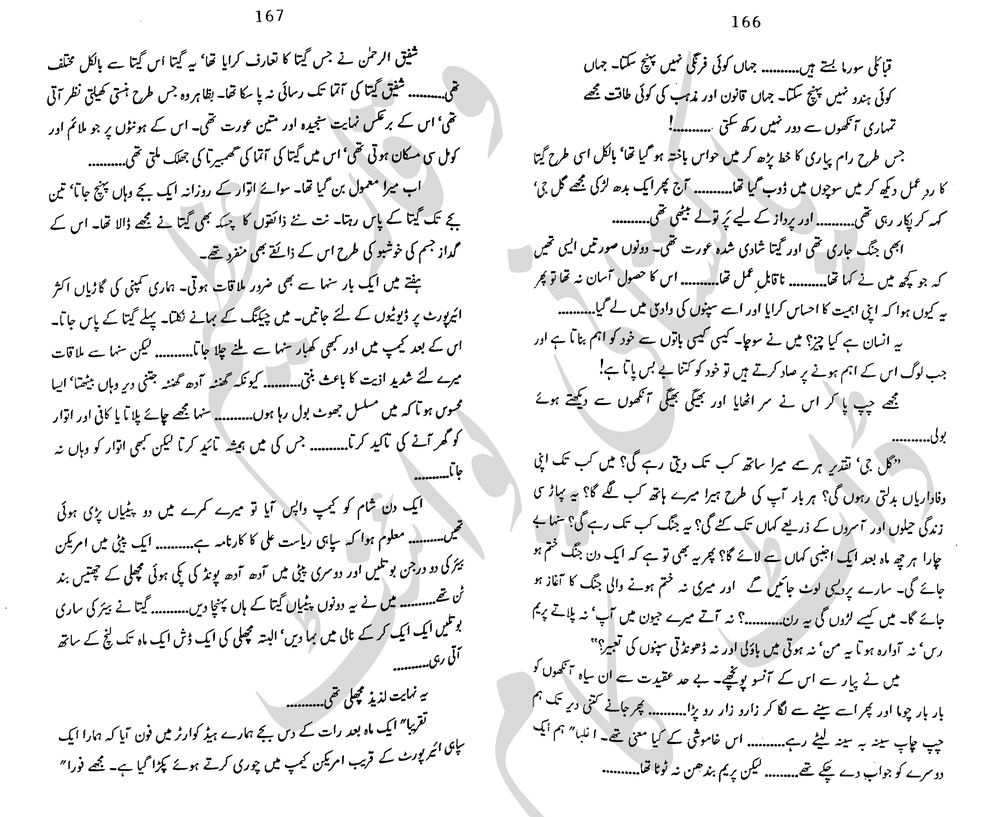 166
قبائلی سورما بستے ہیں.......... جہاں کوئی فرنگی نہیں پہنچ سکتا۔ جہاں
کوئی ہندو نہیں پہنچ سکتا۔ جہاں قانون اور مذہب کی کوئی طاقت مجھے
تمہاری آنکھوں سے دور نہیں رکھ سکتی ..........!
جس طرح رام پیاری کا خط پڑھ کر میں حواس باختہ ہو گیا تھا‘ بالکل اسی طرح گیتا
کا ردِ عمل دیکھ کر میں سوچوں میں ڈوب گیا تھا.......... آج پھر ایک بدھ لڑکی مجھے گل جی‘
کہہ کر پکار رہی تھی.......... اور پرواز کے لیے پَر تولے بیٹھی تھی..........
ابھی جنگ جاری تھی اور گیتا شادی شدہ عورت تھی۔ دونوں صورتیں ایسی تھیں
کہ جو کچھ میں نے کہا تھا.......... ناقابل عمل تھا.......... اس کا حصول آسان نہ تھا تو پھر
یہ کیوں ہوا کہ اپنی اہمیت کا احساس کرایا اور اسے سپنوں کی وادی میں لے گیا..........
یہ انسان ہے کیا چیز؟ میں نے سوچا۔ کیسی کیسی باتوں سے خود کو اہم بناتا ہے اور
جب لوگ اس کے اہم ہونے پر صاد کرتے ہیں تو خود کو کتنا بے بس پاتا ہے!
مجھے چپ پا کر اس نے سر اٹھایا اور بھیگی بھیگی آنکھوں سے دیکھتے ہوئے
بولی..........
”گل جی‘ تقدیر ہر سے میرا ساتھ کب تک دیتی رہے گی؟ میں کب تک اپنی
وفاداریاں بدلتی رہوں گی؟ ہر بار آپ کی طرح ہیرا میرے ہاتھ کب لگے گا؟ یہ پہاڑ سی
زندگی حیلوں اور آسروں کے ذریعے کہاں تک کٹے گی؟ یہ جنگ کب تک رہے گی؟ سنہا بے
چارا ہر چھ ماہ بعد ایک اجنبی کہاں سے لائے گا؟ پھر یہ بھی تو ہے کہ ایک دن جنگ ختم ہو
جائے گی۔ سارے پردیسی لوٹ جائیں گے اور میری نہ ختم ہونے والی جنگ کا آغاز ہو
جائے گا۔ میں کیسے لڑوں گی یہ رن..........؟ نہ آتے میرے جیون میں آپ‘ نہ پلاتے پریم
رس‘ نہ آوارہ ہوتا یہ من‘ نہ ہوتی میں باؤلی اور نہ ڈھونڈتی سپنوں کی تعبیر؟“
میں نے پیار سے اس کے آنسو پونچھے۔ بے حد عقیدت سے ان سیاہ آنکھوں کو
بار بار چوما اور پھر اسے سینے سے لگا کر زارو زار رو پڑا.......... پھر جانے کتنی دیر تک ہم
چپ چاپ سینہ بہ سینہ لیٹے رہے.......... اس خاموشی کے کیا معنی تھے۔ اغلبا" ہم ایک
دوسرے کو جواب دے چکے تھے.......... لیکن پریم بندھن نہ ٹوٹا تھا..........
167
شفیق الرحمٰن نے جس گیتا کا تعارف کرایا تھا‘ یہ گیتا اس گیتا سے بالکل مختلف
تھی.......... شفیق گیتا کی آتما تک رسائی نہ پا سکا تھا۔ بظاہر وہ جس طرح ہنستی کھیلتی نظر آتی
تھی‘ اس کے برعکس نہایت سنجیدہ اور متین عورت تھی۔ اس کے ہونٹوں پر جو ملائم اور
کومل سی مسکان ہوتی تھی‘ اس میں گیتا کی آتما کی گھمبیرتا کی جھلک ملتی تھی..........
اب میرا معمول بن گیا تھا۔ سوائے اتوار کے روزانہ ایک بجے وہاں پہنچ جاتا‘ تین
بجے تک گیتا کے پاس رہتا۔ نت نئے ذائقوں کا چسکہ بھی گیتا نے مجھے ڈالا تھا۔ اس کے
گداز جسم کی خوشبو کی طرح اس کے ذائقے بھی منفرد تھے۔
ہفتے میں ایک بار سنہا سے بھی ضرور ملاقات ہوتی۔ ہماری کمپنی کی گاڑیاں اکثر
ائیرپورٹ پر ڈیوٹیوں کے لئے جاتیں۔ میں چیکنگ کے بہانے نکلتا۔ پہلے گیتا کے پاس جاتا۔
اس کے بعد کیمپ میں اور کبھی کبھار سنہا سے ملنے چلا جاتا.......... لیکن سنہا سے ملاقات
میرے لئے شدید اذیت کا باعث بنتی.......... کیونکہ گھنٹہ آدھ گھنٹہ جتنی دیر وہاں بیٹھتا‘ ایسا
محسوس ہوتا کہ میں مسلسل جھوٹ بول رہا ہوں.......... سنہا مجھے چائے پلاتا یا کافی اور اتوار
کو گھر آنے کی تاکید کرتا.......... جس کی میں ہمیشہ تائید کرتا لیکن کبھی اتوار کو وہاں نہ
جاتا..........
ایک دن شام کو کیمپ واپس آیا تو میرے کمرے میں دو پیٹیاں پڑی ہوئی
تھیں.......... معلوم ہوا کہ سپاہی ریاست علی کا کارنامہ ہے.......... ایک پیٹی میں امریکن
بیئر کی دو درجن بوتلیں اور دوسری پیٹی میں آدھ آدھ پونڈ کی پکی ہوئی مچھلی کے چھتیس بند
ٹن تھے.......... میں نے یہ دونوں پیٹیاں گیتا کے ہاں پہنچا دیں..........گیتا نے بیئر کی ساری
بوتلیں ایک ایک کر کے نالی میں بہا دیں‘ البتہ مچھلی کی ایک ڈش ایک ماہ تک لنچ کے ساتھ
آتی رہی..........
یہ نہایت لذیذ مچھلی تھی..........
تقریبا" ایک ماہ بعد رات کے دس بجے ہمارے ہیڈ کوارٹر میں فون آیا کہ ہمارا ایک
سپاہی ائیرپورٹ کے قریب امریکن کیمپ میں چوری کرتے ہوئے پکڑا گیا ہے۔ مجھے فورا"
پاکستانی پوائنٹ
ڈاٹ کام